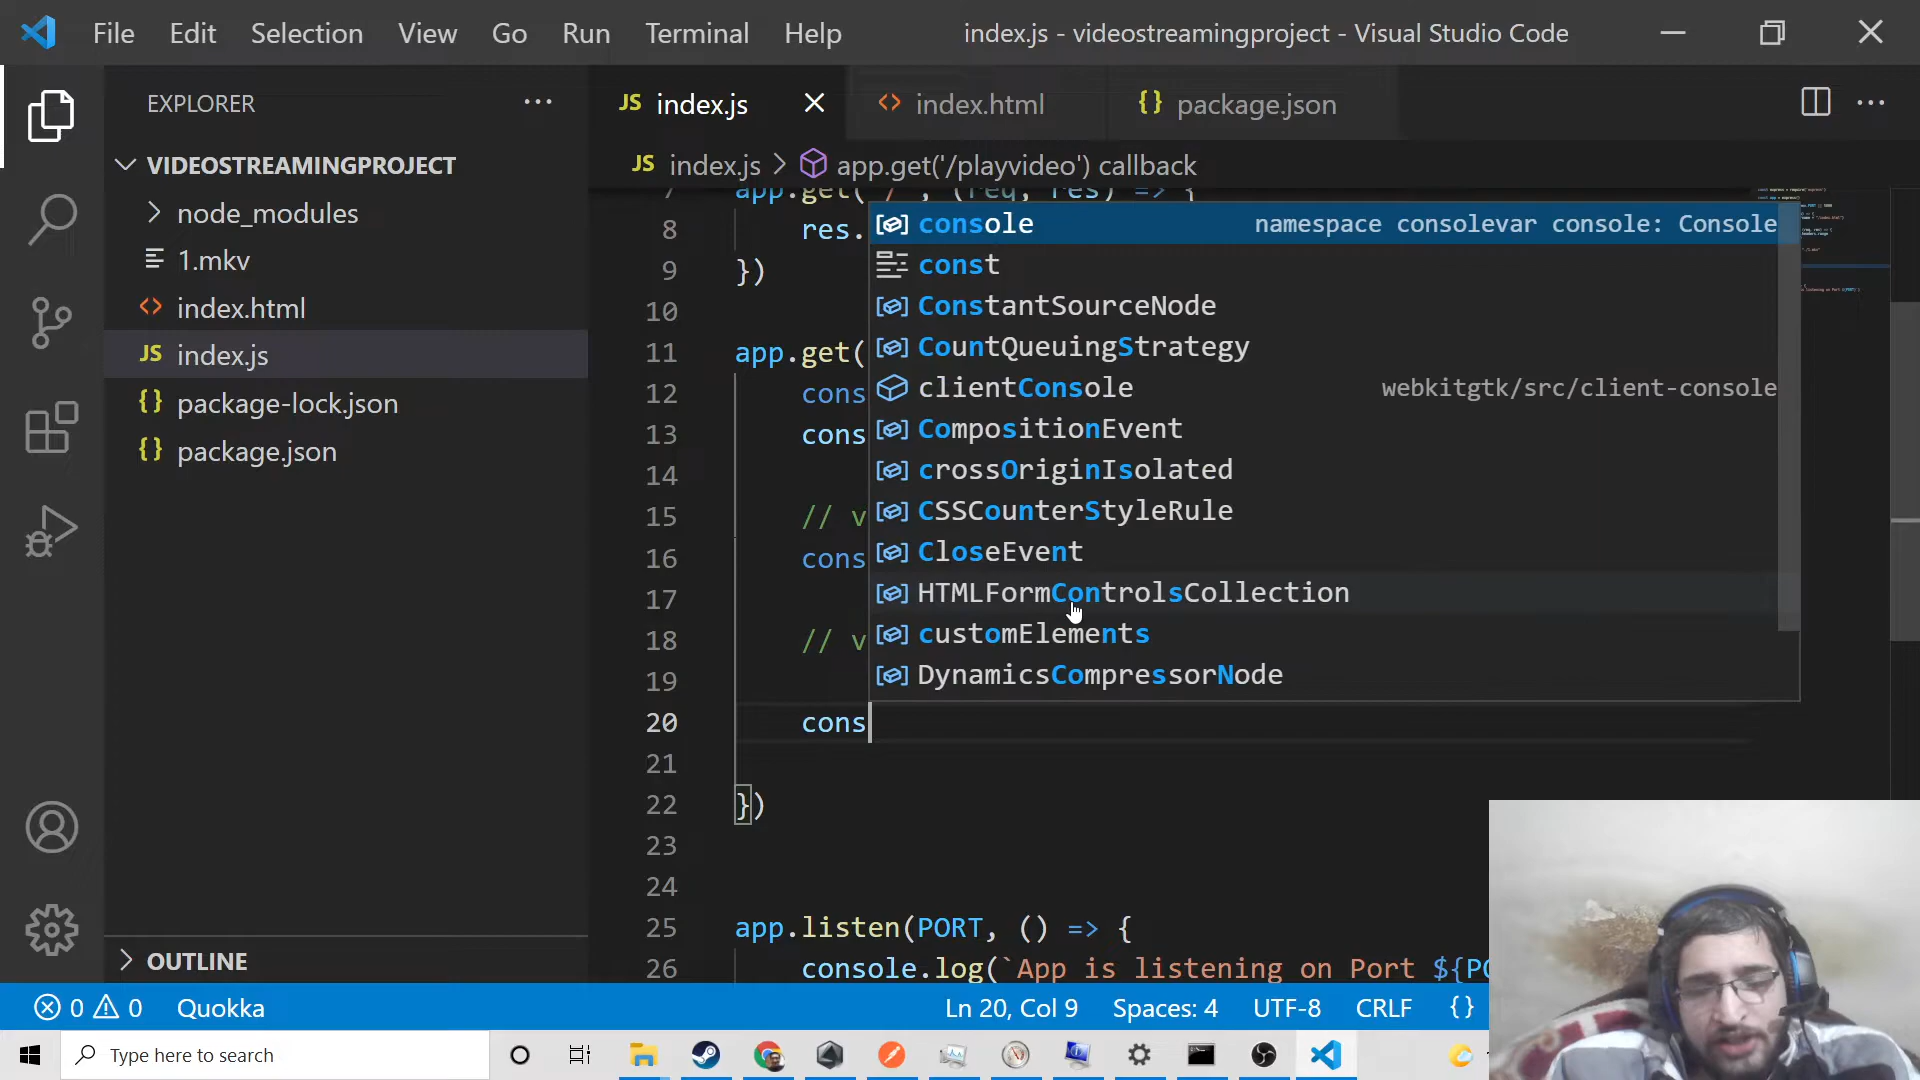 File Edit Selection View Go Run Terminal Help index.js - videostreamingproject - Visual Studio Code
EXPLORER
VIDEOSTREAMINGPROJECT
node_modules
1.mkv
index.html
JS index.js
{} package-lock.json
{} package.json
OUTLINE
JS index.js index.html {} package.json
JS index.js > app.get('/playvideo') callback
7 app.get('/', (req, res) => {
8 res.
9 })
10
11 app.get(
12 cons
13 cons
14
15 // v
16 cons
17
18 // v
19
20 cons
21
22 })
23
24
25 app.listen(PORT, () => {
26 console.log(`App is listening on Port ${PO
console namespace consolevar console: Console
const
ConstantSourceNode
CountQueuingStrategy
clientConsole webkitgtk/src/client-console
CompositionEvent
crossOriginIsolated
CSSCounterStyleRule
CloseEvent
HTMLFormControlsCollection
customElements
DynamicsCompressorNode
0 0 Quokka Ln 20, Col 9 Spaces: 4 UTF-8 CRLF {}
Type here to search